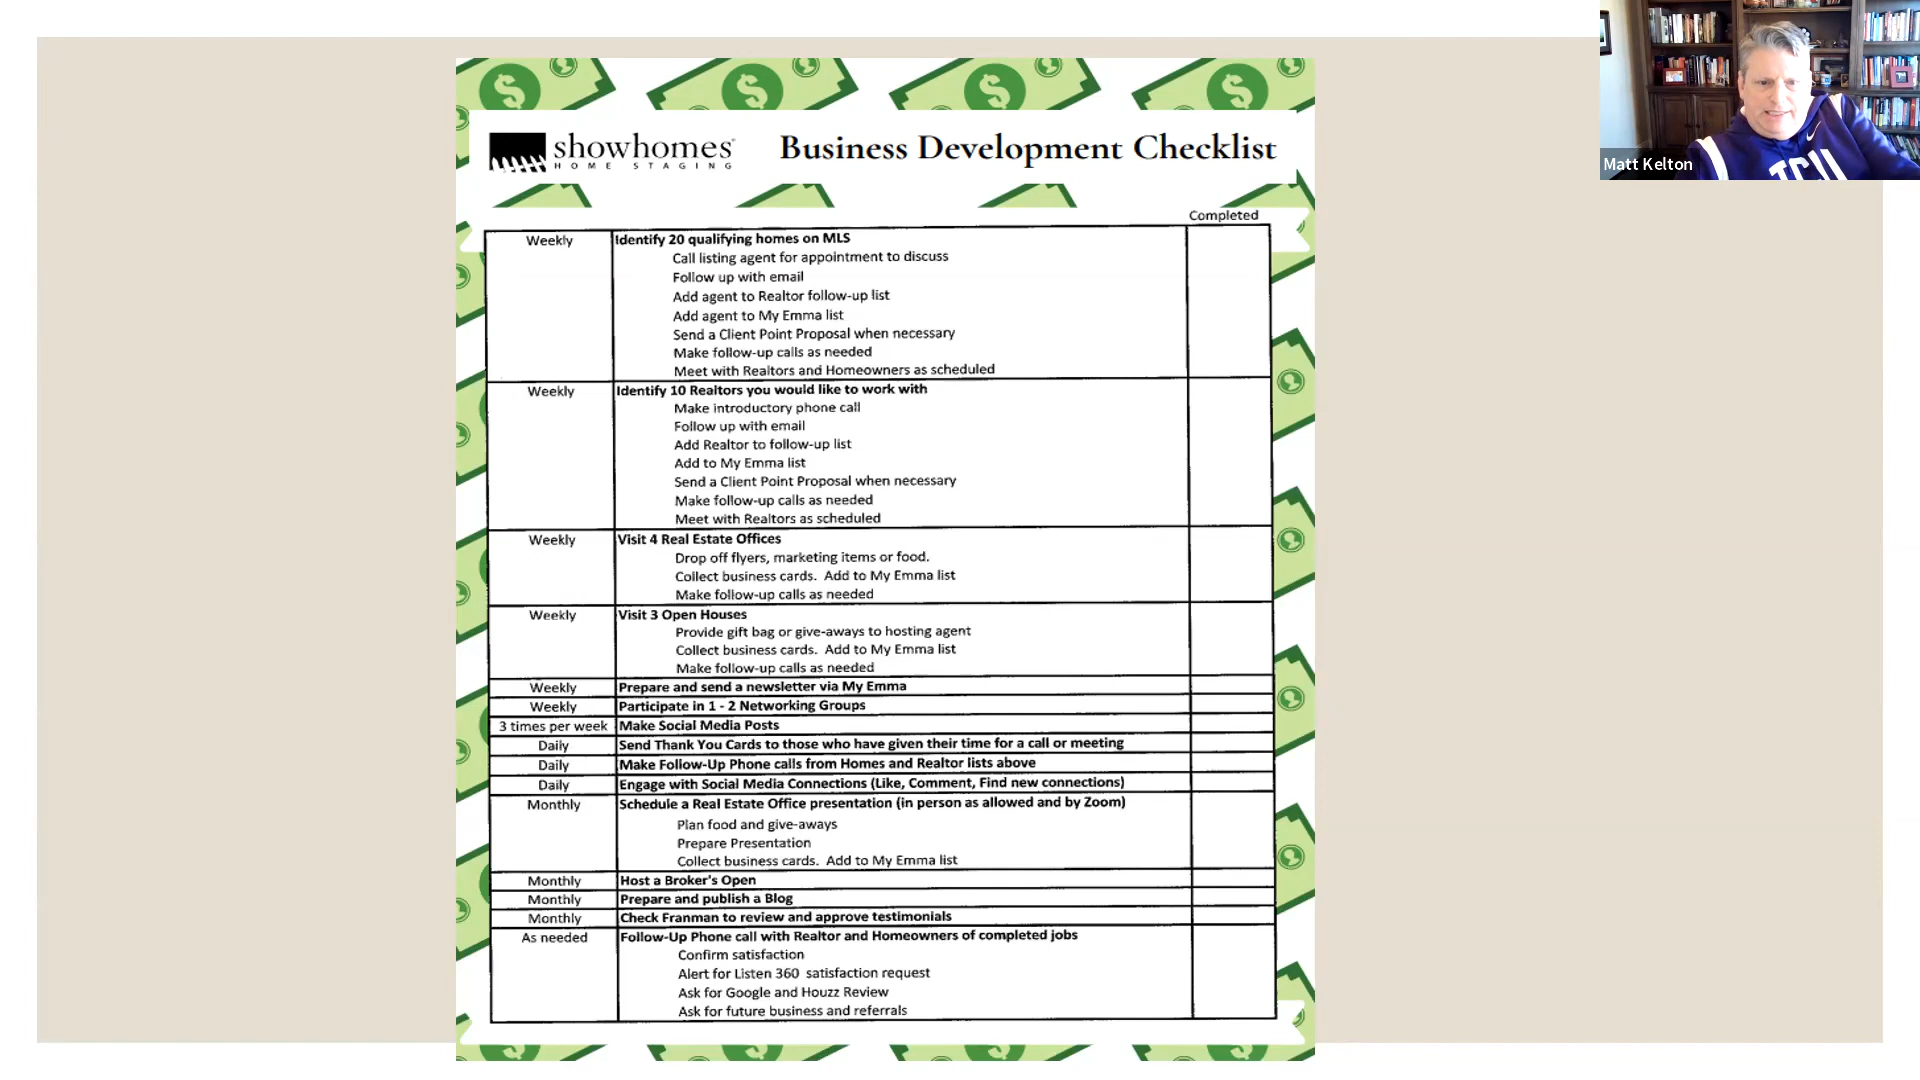 showhomes
HOME STAGING
Business Development Checklist
Matt Kelton
TCU
Completed
Weekly
Identify 20 qualifying homes on MLS
Call listing agent for appointment to discuss
Follow up with email
Add agent to Realtor follow-up list
Add agent to My Emma list
Send a Client Point Proposal when necessary
Make follow-up calls as needed
Meet with Realtors and Homeowners as scheduled
Weekly
Identify 10 Realtors you would like to work with
Make introductory phone call
Follow up with email
Add Realtor to follow-up list
Add to My Emma list
Send a Client Point Proposal when necessary
Make follow-up calls as needed
Meet with Realtors as scheduled
Weekly
Visit 4 Real Estate Offices
Drop off flyers, marketing items or food.
Collect business cards. Add to My Emma list
Make follow-up calls as needed
Weekly
Visit 3 Open Houses
Provide gift bag or give-aways to hosting agent
Collect business cards. Add to My Emma list
Make follow-up calls as needed
Weekly
Prepare and send a newsletter via My Emma
Weekly
Participate in 1 - 2 Networking Groups
3 times per week
Make Social Media Posts
Daily
Send Thank You Cards to those who have given their time for a call or meeting
Daily
Make Follow-Up Phone calls from Homes and Realtor lists above
Daily
Engage with Social Media Connections (Like, Comment, Find new connections)
Monthly
Schedule a Real Estate Office presentation (in person as allowed and by Zoom)
Plan food and give-aways
Prepare Presentation
Collect business cards. Add to My Emma list
Monthly
Host a Broker's Open
Monthly
Prepare and publish a Blog
Monthly
Check Franman to review and approve testimonials
As needed
Follow-Up Phone call with Realtor and Homeowners of completed jobs
Confirm satisfaction
Alert for Listen 360 satisfaction request
Ask for Google and Houzz Review
Ask for future business and referrals